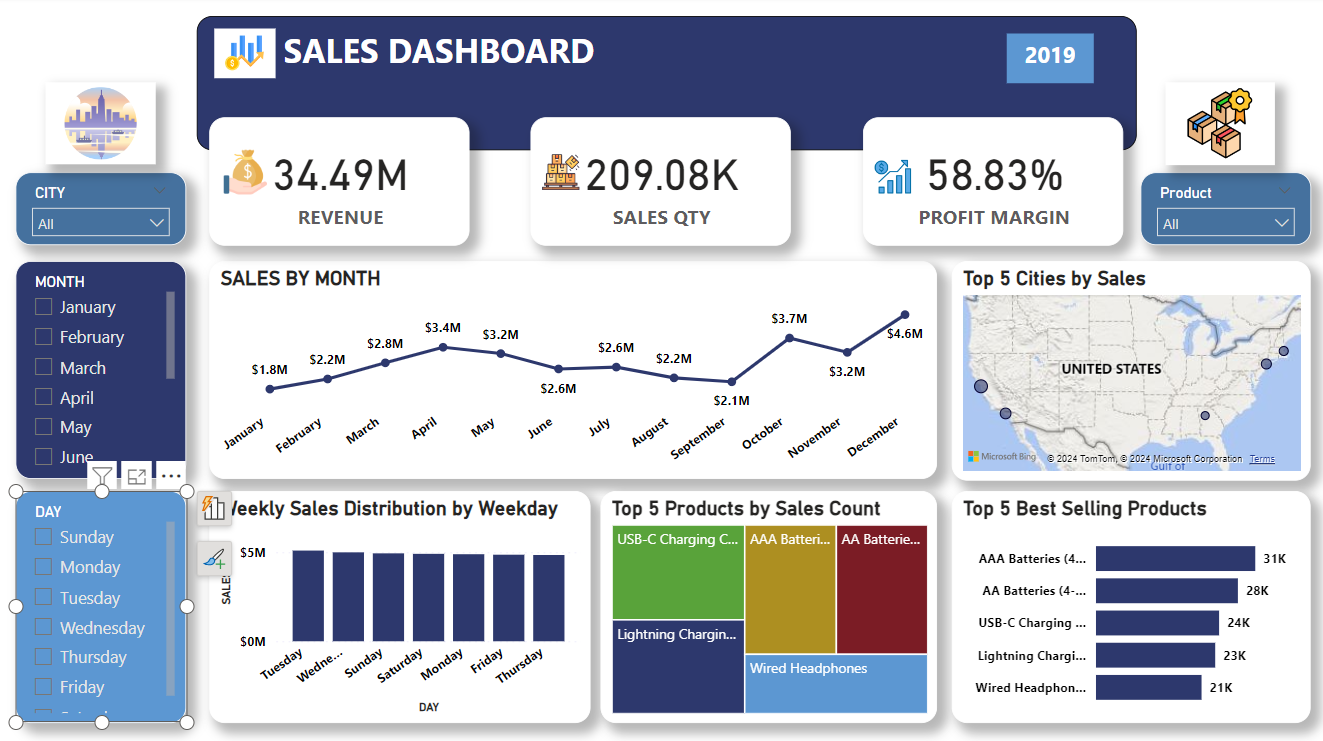 SALES DASHBOARD
2019
34.49M
REVENUE
209.08K
SALES QTY
58.83%
PROFIT MARGIN
CITY
All
Product
All
MONTH
January
February
March
April
May
June
DAY
Sunday
Monday
Tuesday
Wednesday
Thursday
Friday
SALES BY MONTH
$1.8M
$2.2M
$2.8M
$3.4M
$3.2M
$2.6M
$2.6M
$2.2M
$2.1M
$3.7M
$3.2M
$4.6M
January
February
March
April
May
June
July
August
September
October
November
December
Top 5 Cities by Sales
UNITED STATES
Gulf of
Microsoft Bing
© 2024 TomTom, © 2024 Microsoft Corporation Terms
eekly Sales Distribution by Weekday
SALES
$5M
$0M
Tuesday
Wedne...
Sunday
Saturday
Monday
Friday
Thursday
DAY
Top 5 Products by Sales Count
USB-C Charging C...
AAA Batteri...
AA Batterie...
Lightning Chargin...
Wired Headphones
Top 5 Best Selling Products
AAA Batteries (4... 31K
AA Batteries (4-... 28K
USB-C Charging ... 24K
Lightning Chargi... 23K
Wired Headphon... 21K